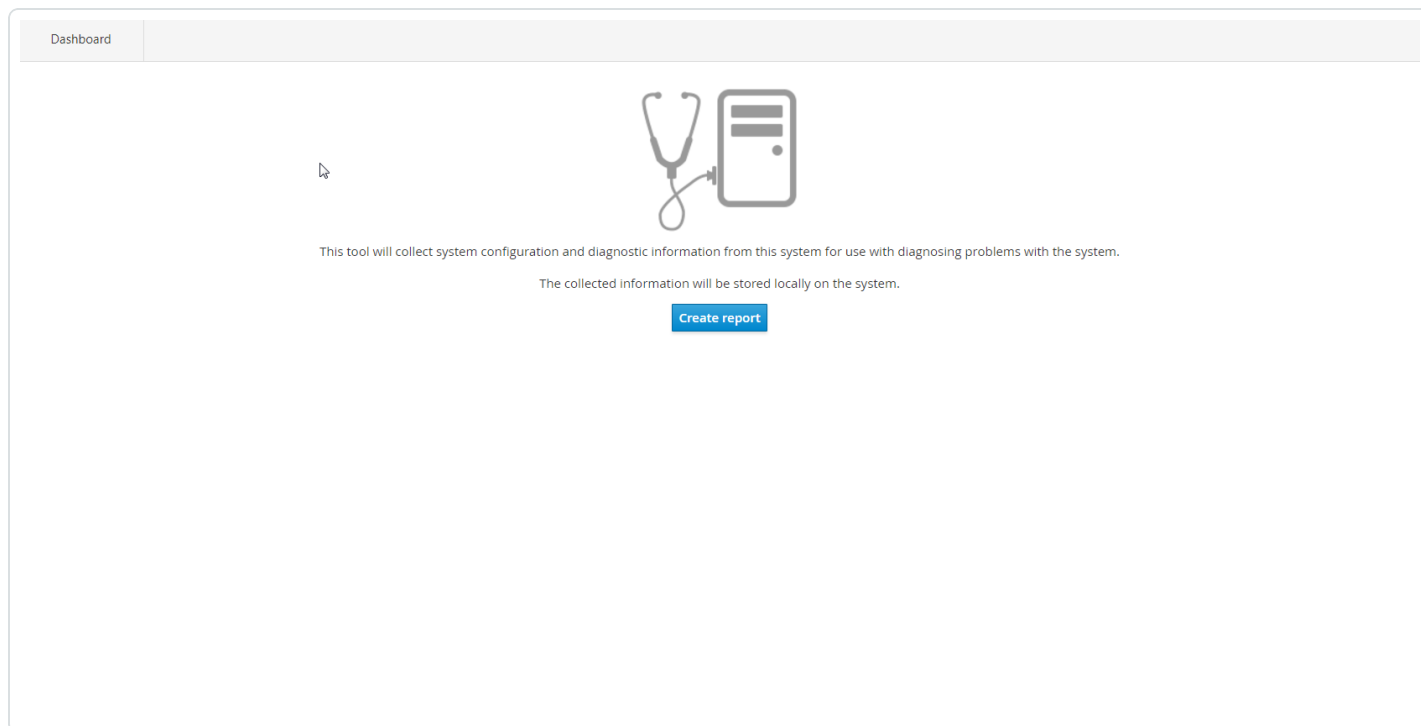 Dashboard
This tool will collect system configuration and diagnostic information from this system for use with diagnosing problems with the system.
The collected information will be stored locally on the system.
Create report